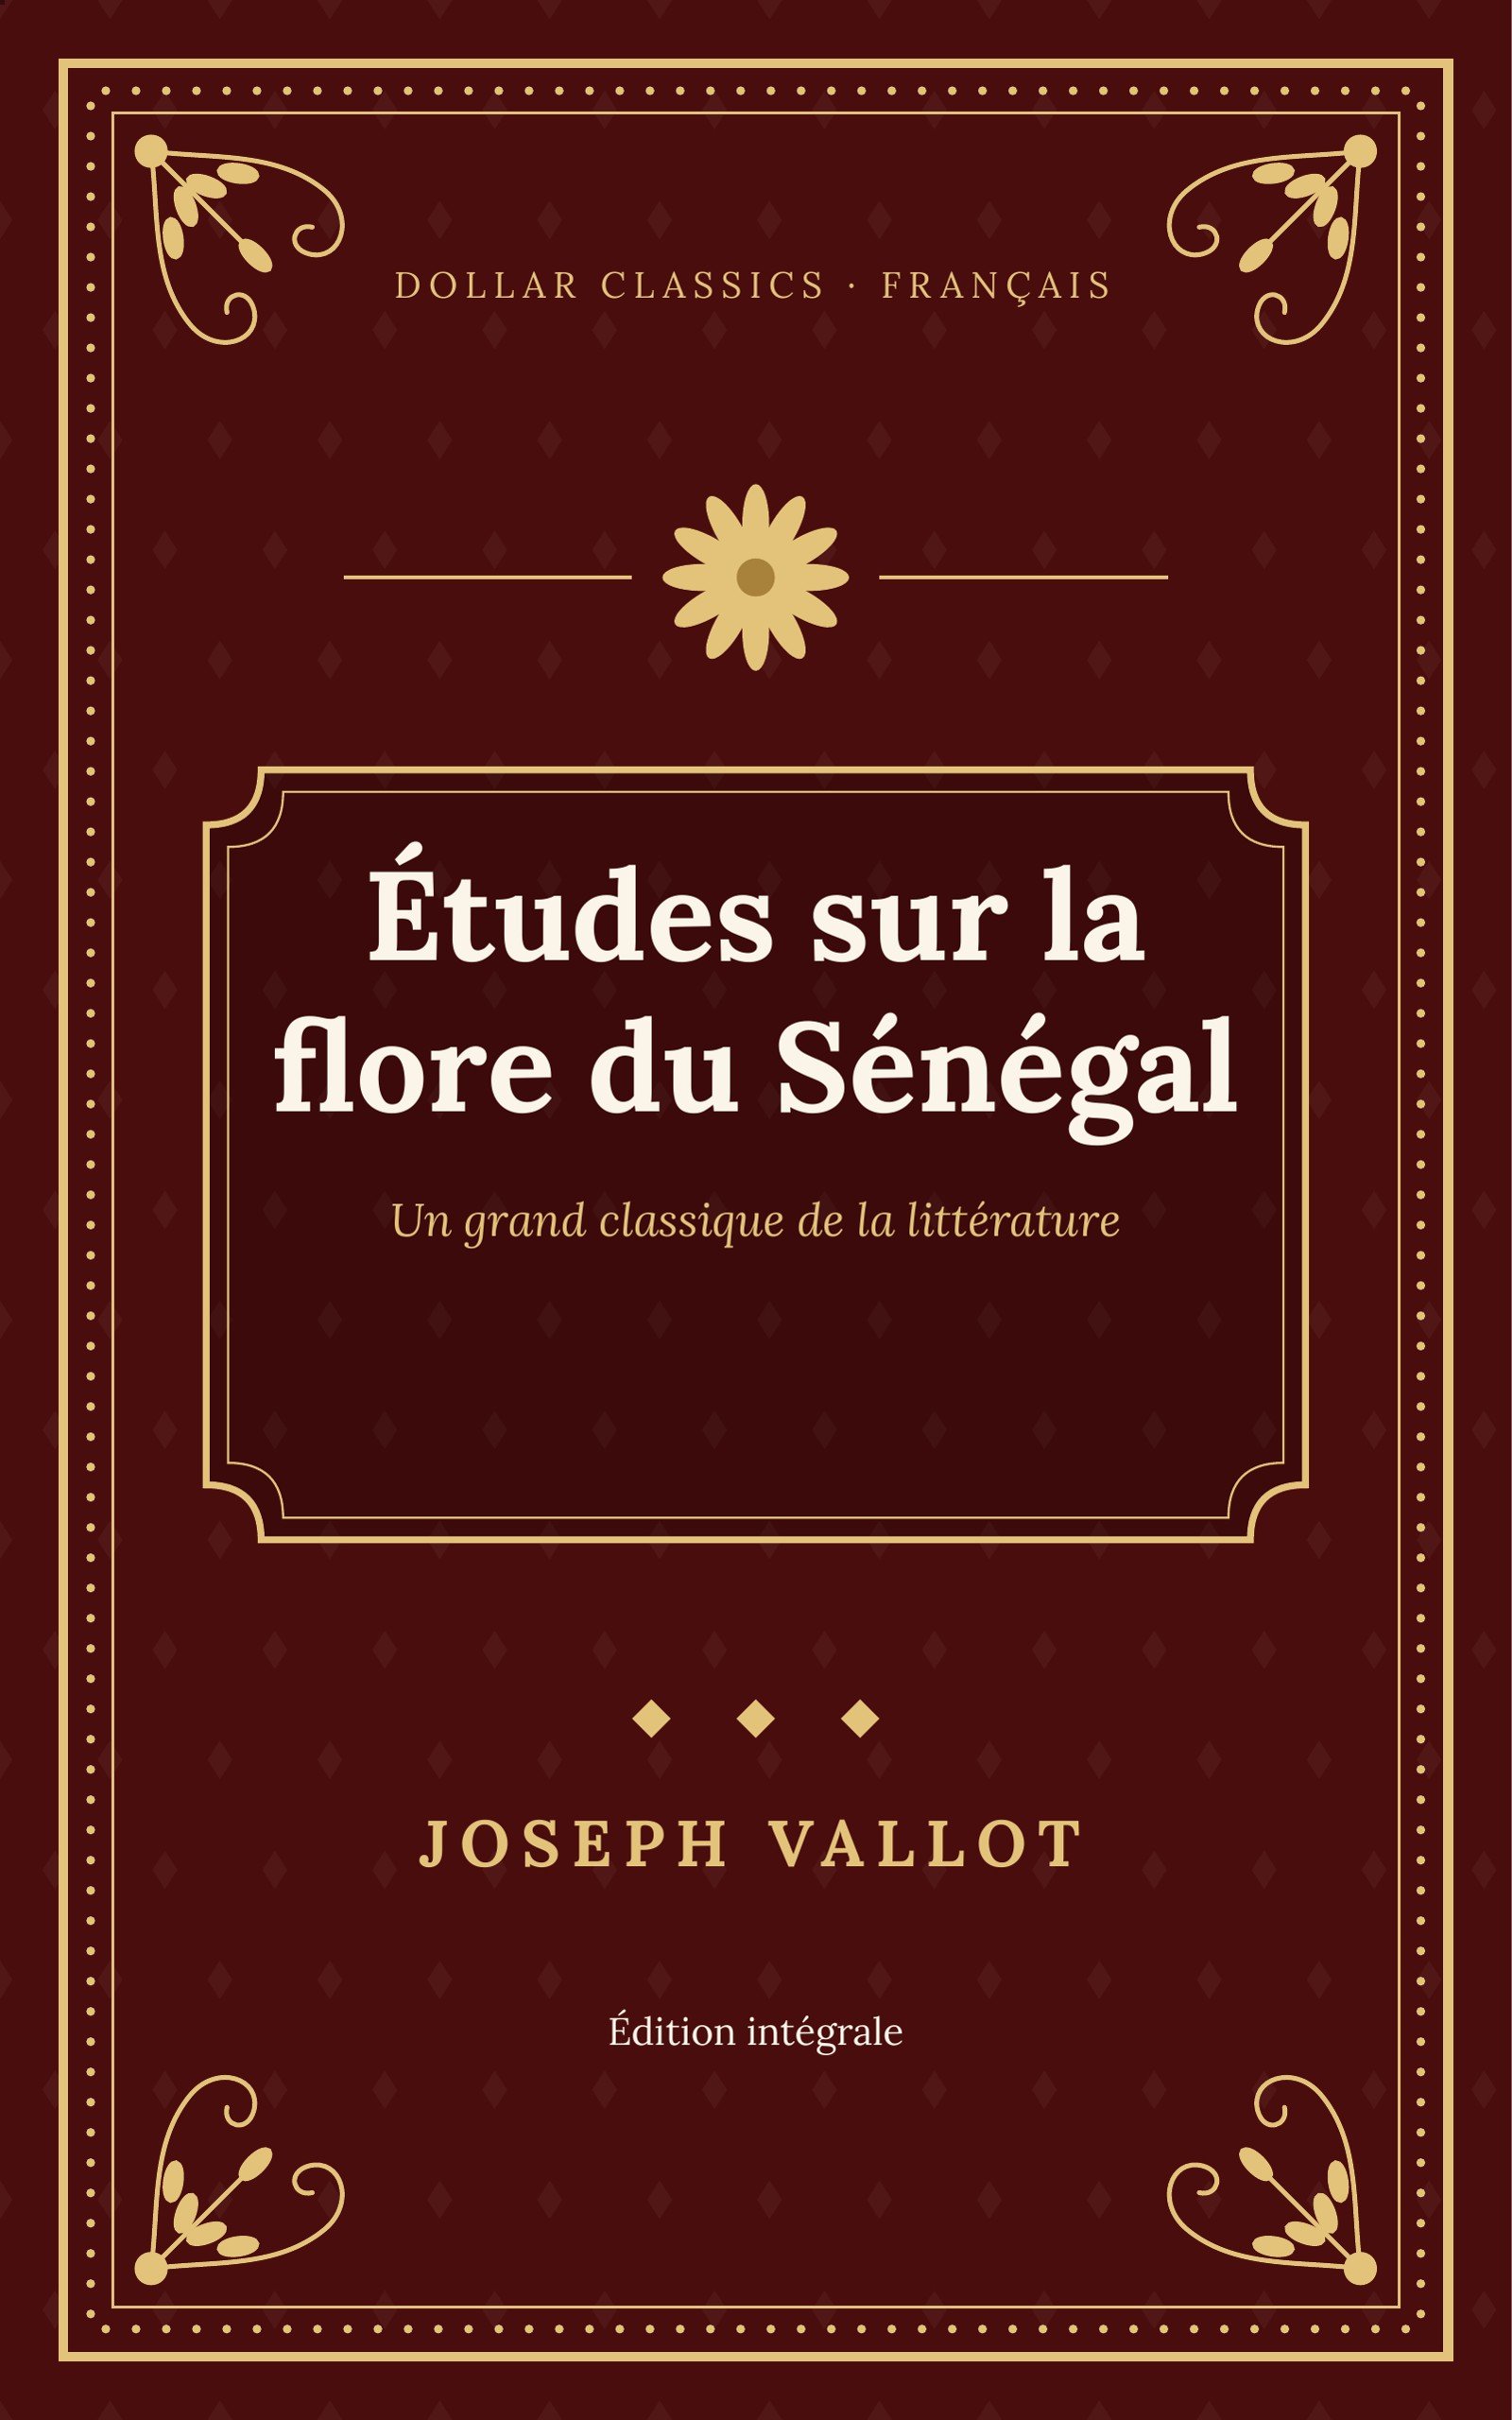 DOLLAR CLASSICS · FRANÇAIS
Études sur la
flore du Sénégal
Un grand classique de la littérature
JOSEPH VALLOT
Édition intégrale